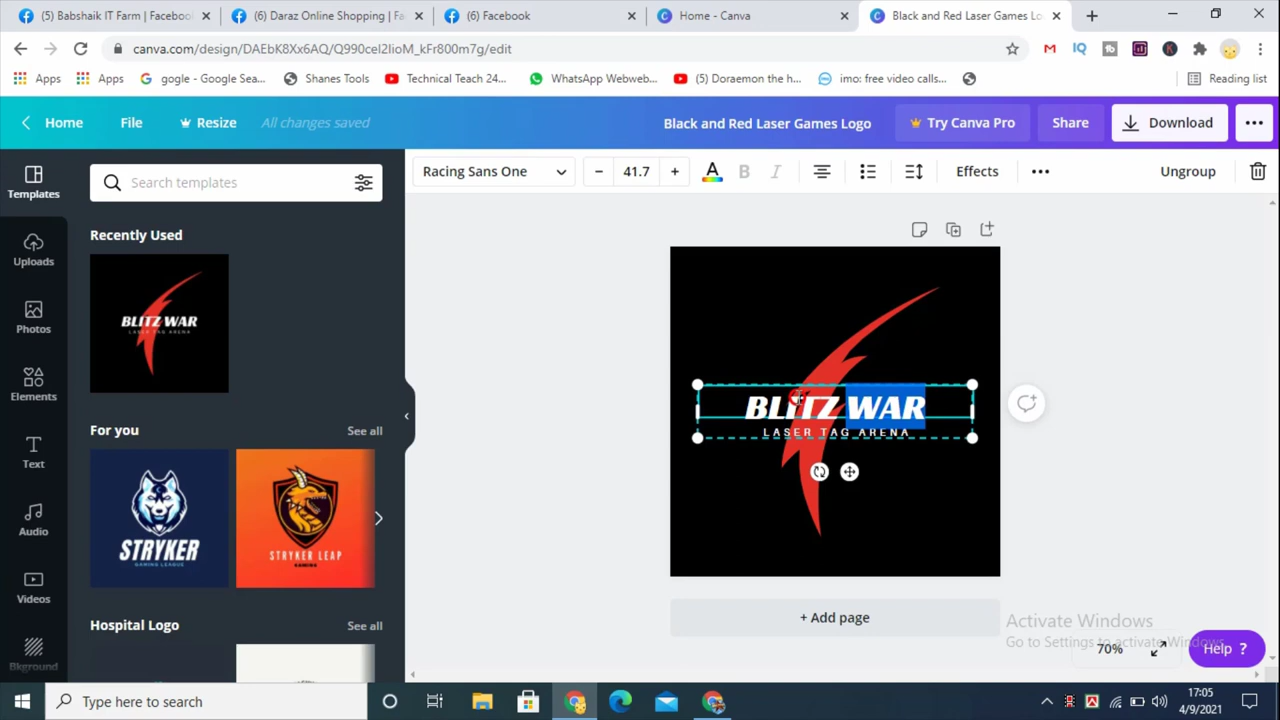 (5) Babshaik IT Farm | Facebook
(6) Daraz Online Shopping | Fa
(6) Facebook
Home - Canva
Black and Red Laser Games Lo
canva.com/design/DAEbK8Xx6AQ/Q990cel2IioM_kFr800m7g/edit
Apps
Apps
gogle - Google Sea...
Shanes Tools
Technical Teach 24...
WhatsApp Webweb...
(5) Doraemon the h...
imo: free video calls...
Reading list
Home
File
Resize
All changes saved
Black and Red Laser Games Logo
Try Canva Pro
Share
Download
Templates
Uploads
Photos
Elements
Text
Audio
Videos
Bkground
Search templates
Recently Used
BLITZ WAR
LASER TAG ARENA
For you
See all
STRYKER
GAMING LEAGUE
STRYKER LEAP
GAMING
Hospital Logo
See all
Racing Sans One
41.7
A
B
I
Effects
Ungroup
BLITZ WAR
LASER TAG ARENA
+ Add page
Activate Windows
Go to Settings to activate Windows.
70%
Help ?
Type here to search
17:05
4/9/2021